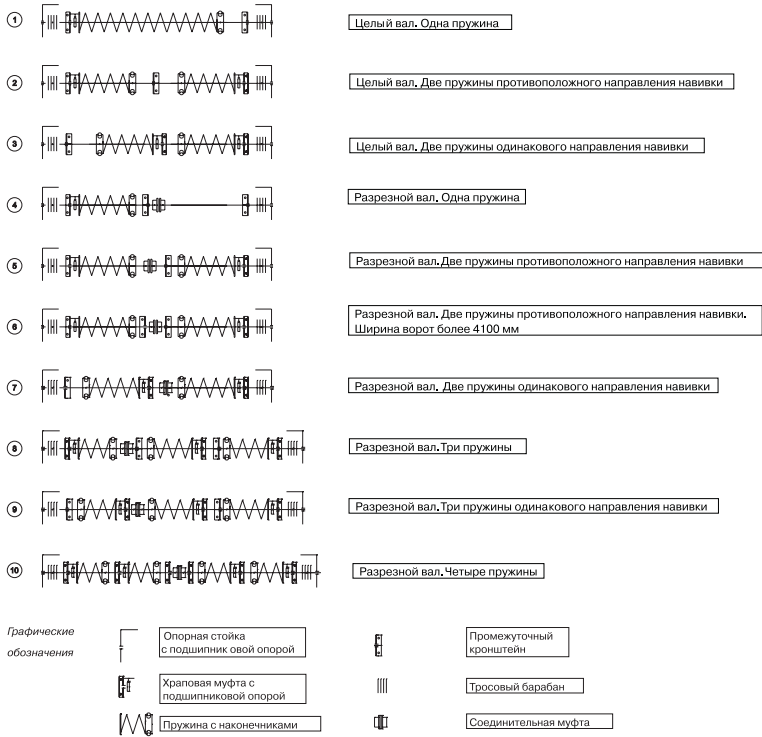 1
Целый вал. Одна пружина
2
Целый вал. Две пружины противоположного направления навивки
3
Целый вал. Две пружины одинакового направления навивки
4
Разрезной вал. Одна пружина
5
Разрезной вал. Две пружины противоположного направления навивки
6
Разрезной вал. Две пружины противоположного направления навивки.
Ширина ворот более 4100 мм
7
Разрезной вал. Две пружины одинакового направления навивки
8
Разрезной вал. Три пружины
9
Разрезной вал. Три пружины одинакового направления навивки
10
Разрезной вал. Четыре пружины
Графические
обозначения
Опорная стойка
с подшипник овой опорой
Промежуточный
кронштейн
Храповая муфта с
подшипниковой опорой
Тросовый барабан
Пружина с наконечниками
Соединительная муфта